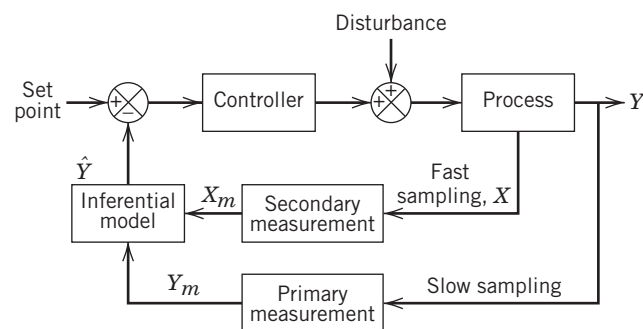 Disturbance
Set
point
+
−
Controller
+
+
Process
Y
Ŷ
Fast
sampling, X
Inferential
model
X_m
Secondary
measurement
Y_m
Primary
measurement
Slow sampling